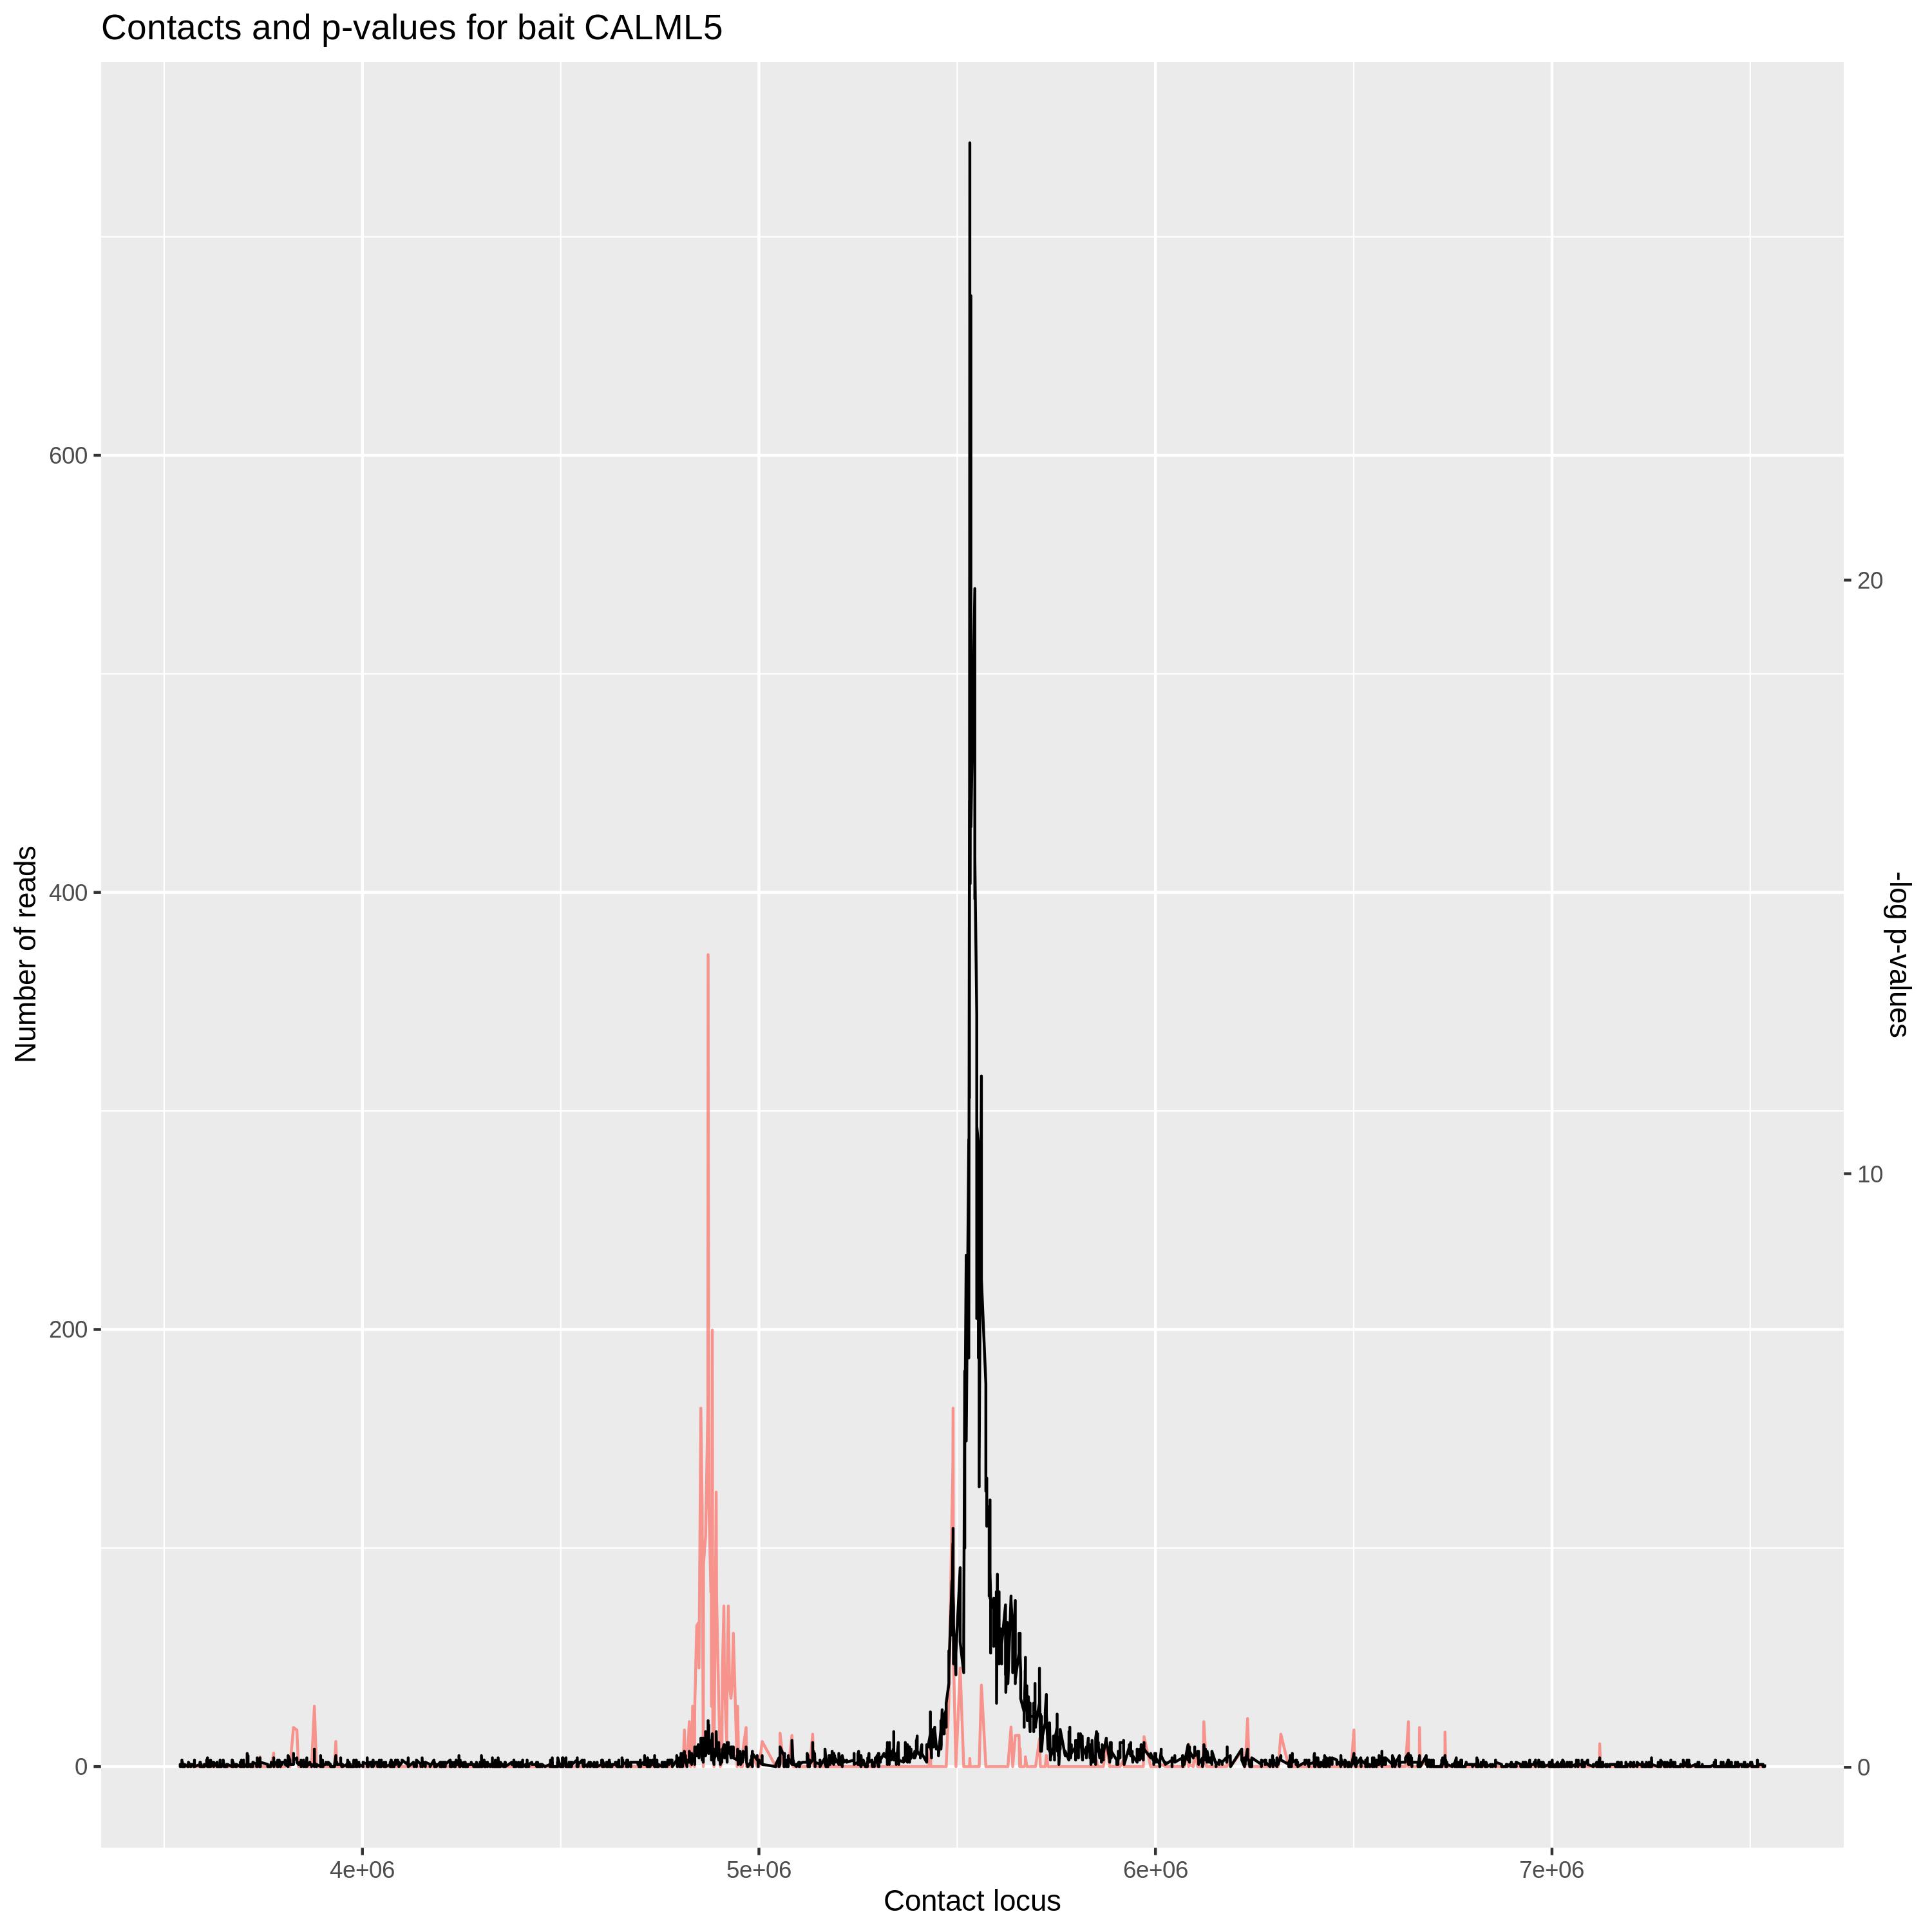 Contacts and p-values for bait CALML5
Number of reads
600
400
200
0
20
10
0
-log p-values
4e+06
5e+06
6e+06
7e+06
Contact locus